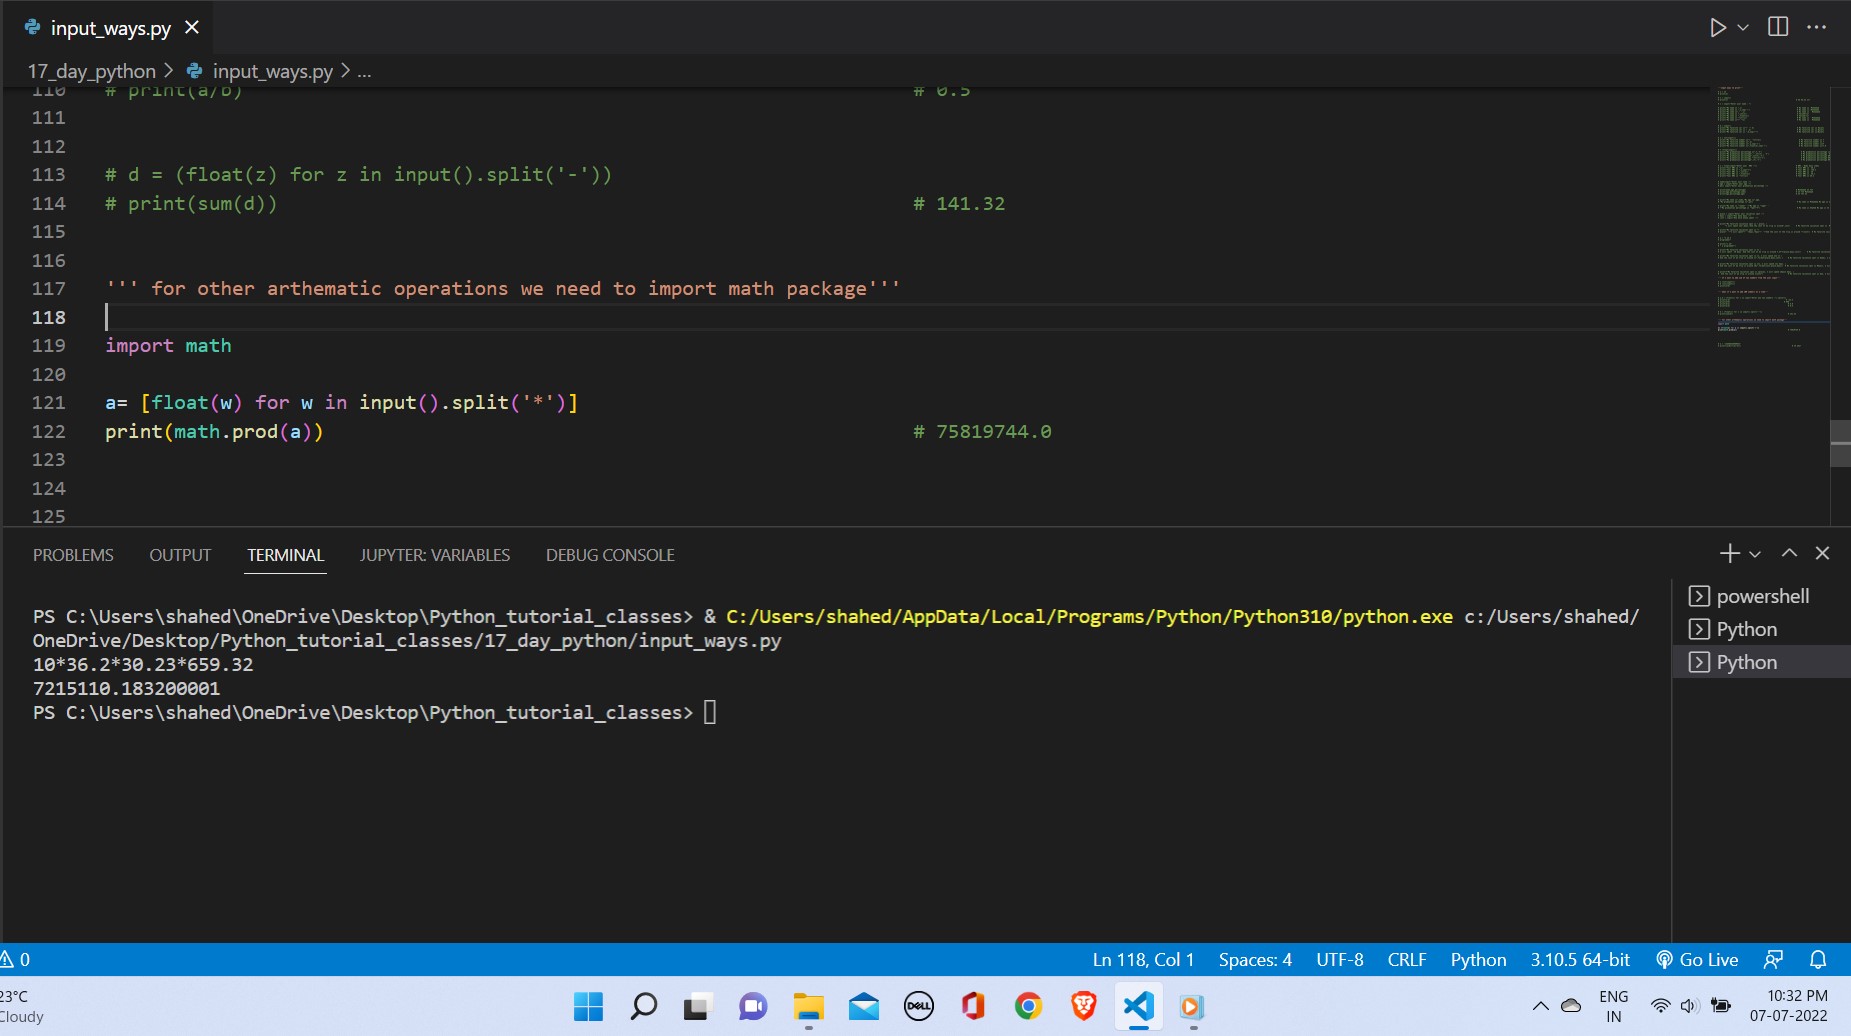 input_ways.py
17_day_python > input_ways.py > ...
110 # print(a/b) # 0.5
111
112
113 # d = (float(z) for z in input().split('-'))
114 # print(sum(d)) # 141.32
115
116
117 ''' for other arthematic operations we need to import math package'''
118
119 import math
120
121 a= [float(w) for w in input().split('*')]
122 print(math.prod(a)) # 75819744.0
123
124
125
PROBLEMS OUTPUT TERMINAL JUPYTER: VARIABLES DEBUG CONSOLE
PS C:\Users\shahed\OneDrive\Desktop\Python_tutorial_classes> & C:/Users/shahed/AppData/Local/Programs/Python/Python310/python.exe c:/Users/shahed/
OneDrive/Desktop/Python_tutorial_classes/17_day_python/input_ways.py
10*36.2*30.23*659.32
7215110.183200001
PS C:\Users\shahed\OneDrive\Desktop\Python_tutorial_classes>
powershell
Python
Python
0 Ln 118, Col 1 Spaces: 4 UTF-8 CRLF Python 3.10.5 64-bit Go Live
23°C
Cloudy
DELL
ENG
IN
10:32 PM
07-07-2022